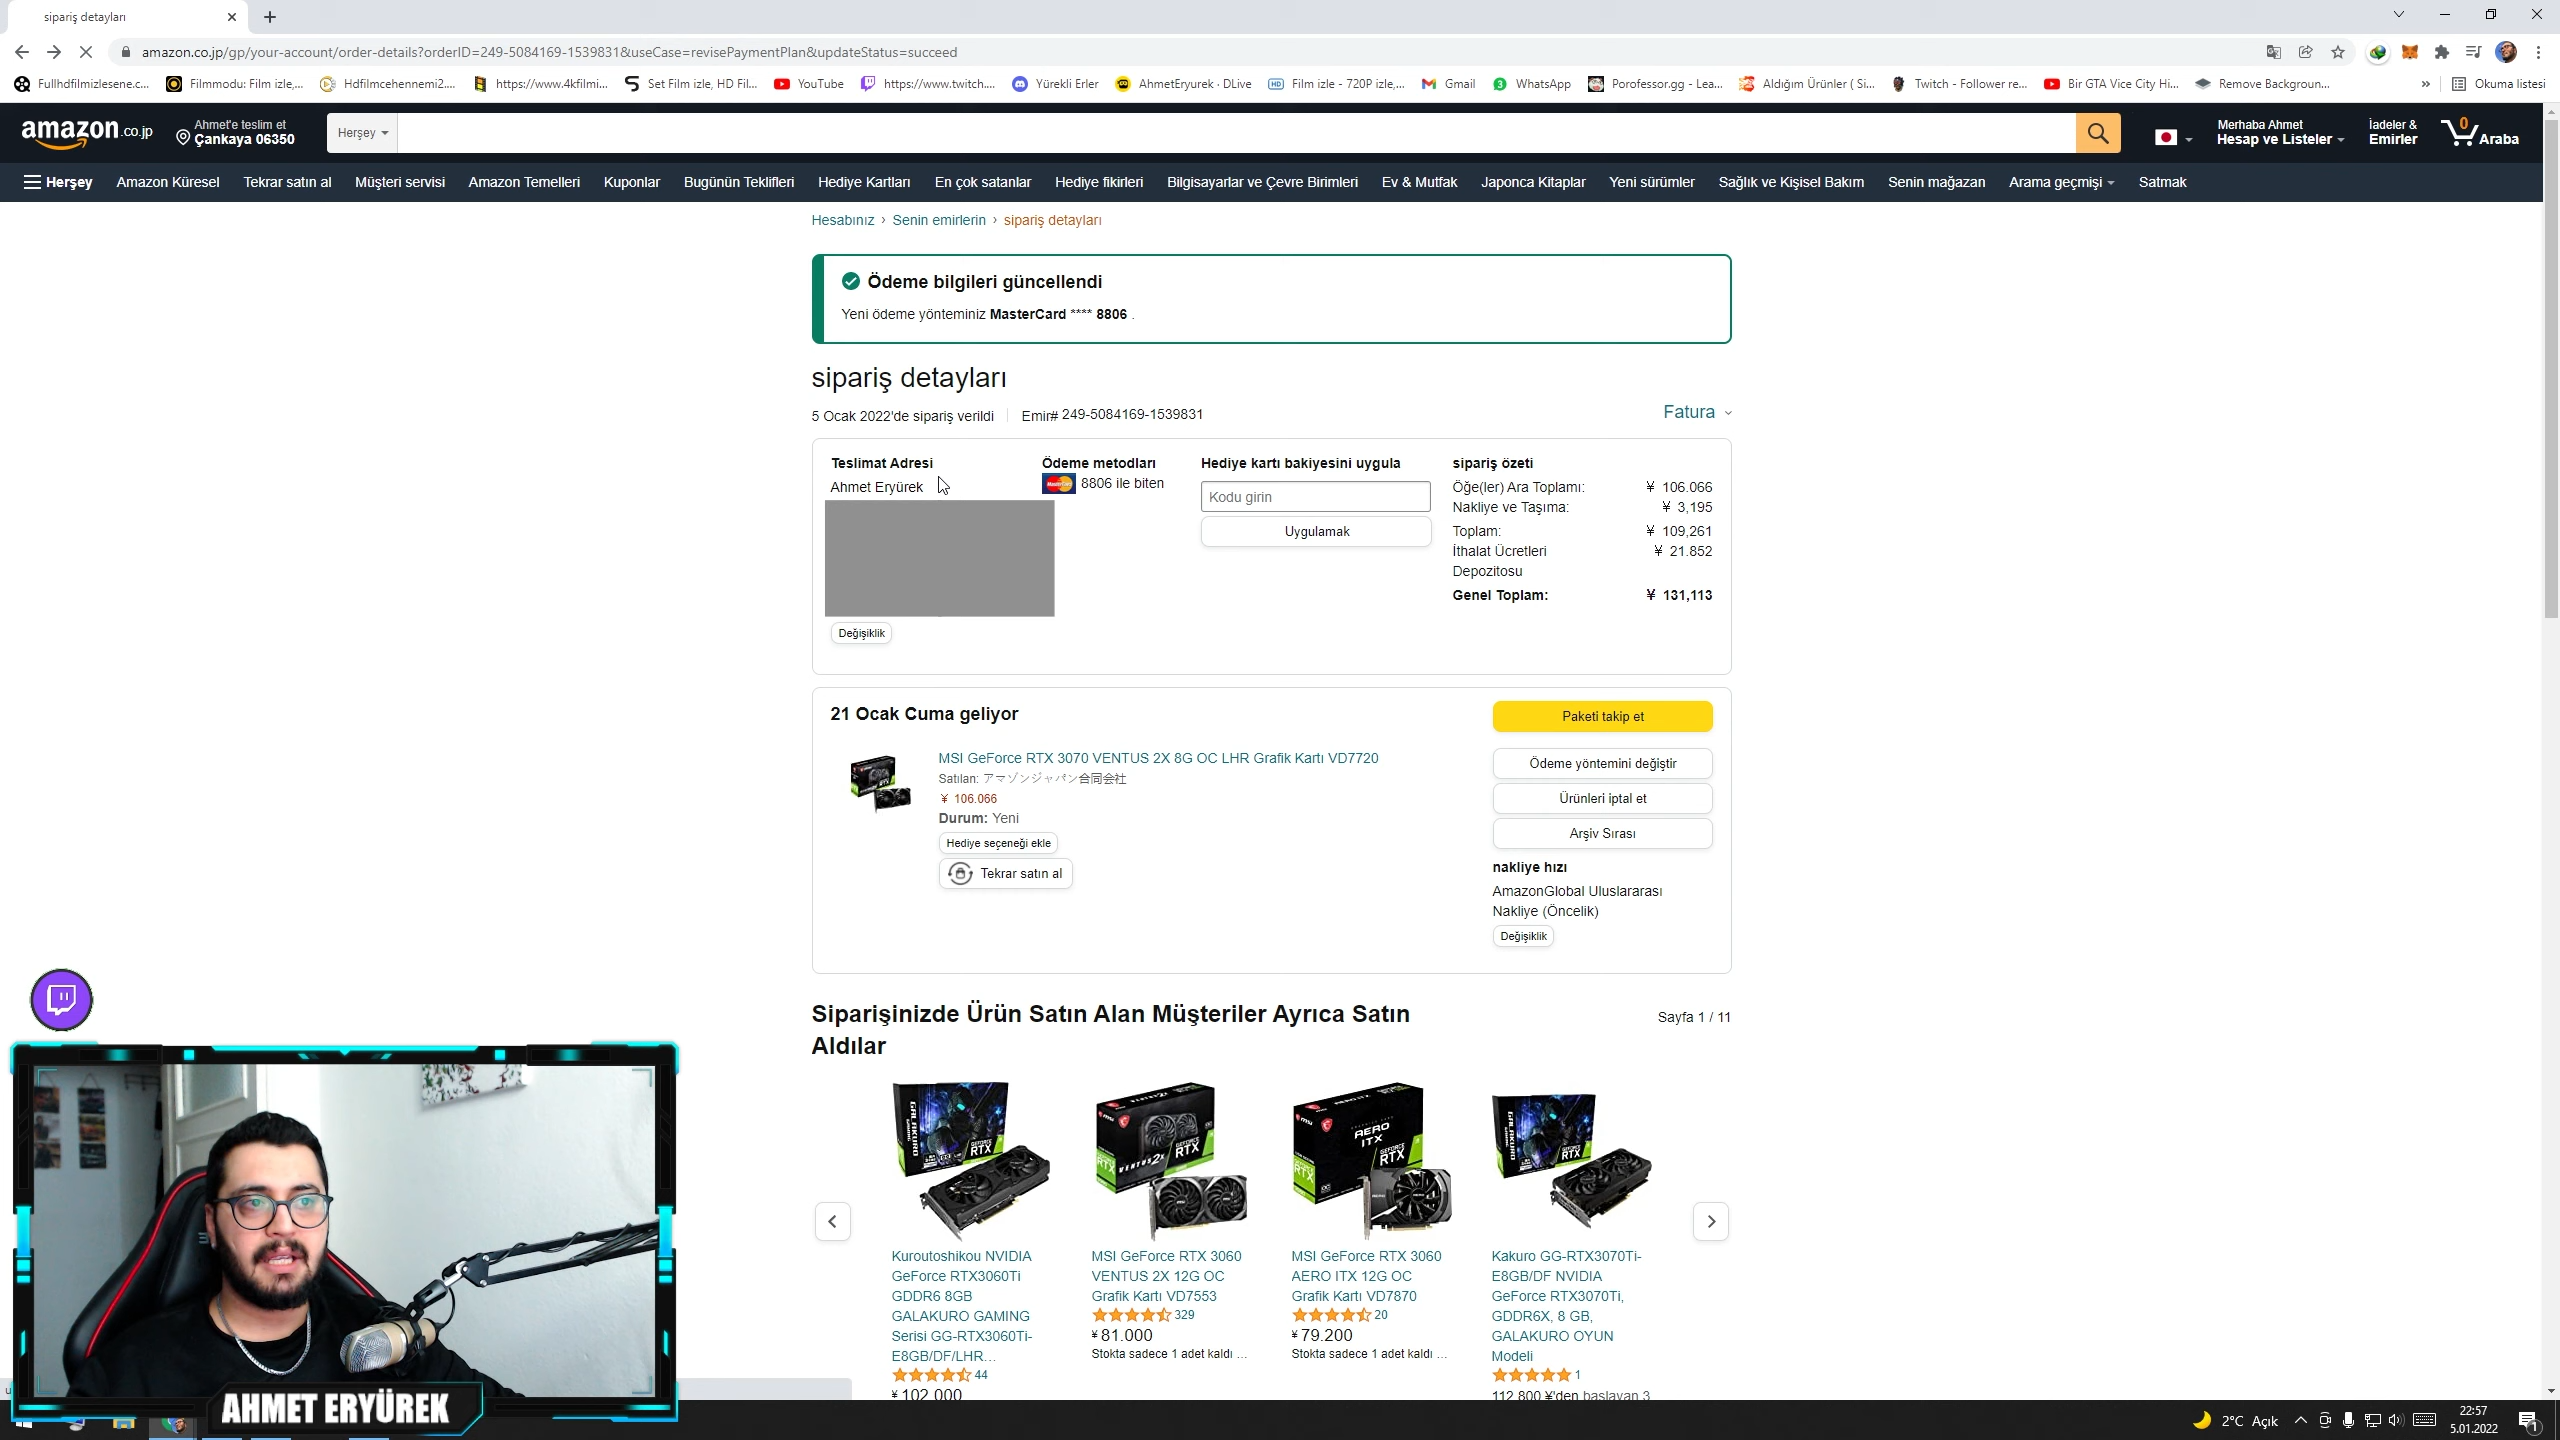 sipariş detayları
amazon.co.jp/gp/your-account/order-details?orderID=249-5084169-1539831&useCase=revisePaymentPlan&updateStatus=succeed
Fullhdfilmizlesene.c... Filmmodu: Film izle,... Hdfilmcehennemi2.... https://www.4kfilmi... Set Film izle, HD Fil... YouTube https://www.twitch.... Yürekli Erler AhmetEryurek · DLive Film izle - 720P izle,... Gmail WhatsApp Porofessor.gg - Lea... Aldığım Ürünler ( Si... Twitch - Follower re... Bir GTA Vice City Hi... Remove Backgroun... » Okuma listesi
amazon.co.jp
Ahmet'e teslim et
Çankaya 06350
Herşey
Merhaba Ahmet
Hesap ve Listeler
İadeler &
Emirler
0
Araba
Herşey Amazon Küresel Tekrar satın al Müşteri servisi Amazon Temelleri Kuponlar Bugünün Teklifleri Hediye Kartları En çok satanlar Hediye fikirleri Bilgisayarlar ve Çevre Birimleri Ev & Mutfak Japonca Kitaplar Yeni sürümler Sağlık ve Kişisel Bakım Senin mağazan Arama geçmişi Satmak
Hesabınız › Senin emirlerin › sipariş detayları
Ödeme bilgileri güncellendi
Yeni ödeme yönteminiz MasterCard **** 8806 .
sipariş detayları
5 Ocak 2022'de sipariş verildi Emir# 249-5084169-1539831
Fatura
Teslimat Adresi
Ahmet Eryürek
Değişiklik
Ödeme metodları
8806 ile biten
Hediye kartı bakiyesini uygula
Kodu girin
Uygulamak
sipariş özeti
Öğe(ler) Ara Toplamı: ¥ 106.066
Nakliye ve Taşıma: ¥ 3,195
Toplam: ¥ 109,261
İthalat Ücretleri ¥ 21.852
Depozitosu
Genel Toplam: ¥ 131,113
21 Ocak Cuma geliyor
MSI GeForce RTX 3070 VENTUS 2X 8G OC LHR Grafik Kartı VD7720
Satılan: アマゾンジャパン合同会社
¥ 106.066
Durum: Yeni
Hediye seçeneği ekle
Tekrar satın al
Paketi takip et
Ödeme yöntemini değiştir
Ürünleri iptal et
Arşiv Sırası
nakliye hızı
AmazonGlobal Uluslararası
Nakliye (Öncelik)
Değişiklik
Siparişinizde Ürün Satın Alan Müşteriler Ayrıca Satın
Aldılar
Sayfa 1 / 11
Kuroutoshikou NVIDIA
GeForce RTX3060Ti
GDDR6 8GB
GALAKURO GAMING
Serisi GG-RTX3060Ti-
E8GB/DF/LHR…
44
¥ 102.000
MSI GeForce RTX 3060
VENTUS 2X 12G OC
Grafik Kartı VD7553
329
¥ 81.000
Stokta sadece 1 adet kaldı ...
MSI GeForce RTX 3060
AERO ITX 12G OC
Grafik Kartı VD7870
20
¥ 79.200
Stokta sadece 1 adet kaldı ...
Kakuro GG-RTX3070Ti-
E8GB/DF NVIDIA
GeForce RTX3070Ti,
GDDR6X, 8 GB,
GALAKURO OYUN
Modeli
1
112.800 ¥'den başlayan 3
AHMET ERYÜREK
2°C Açık
22:57
5.01.2022
1